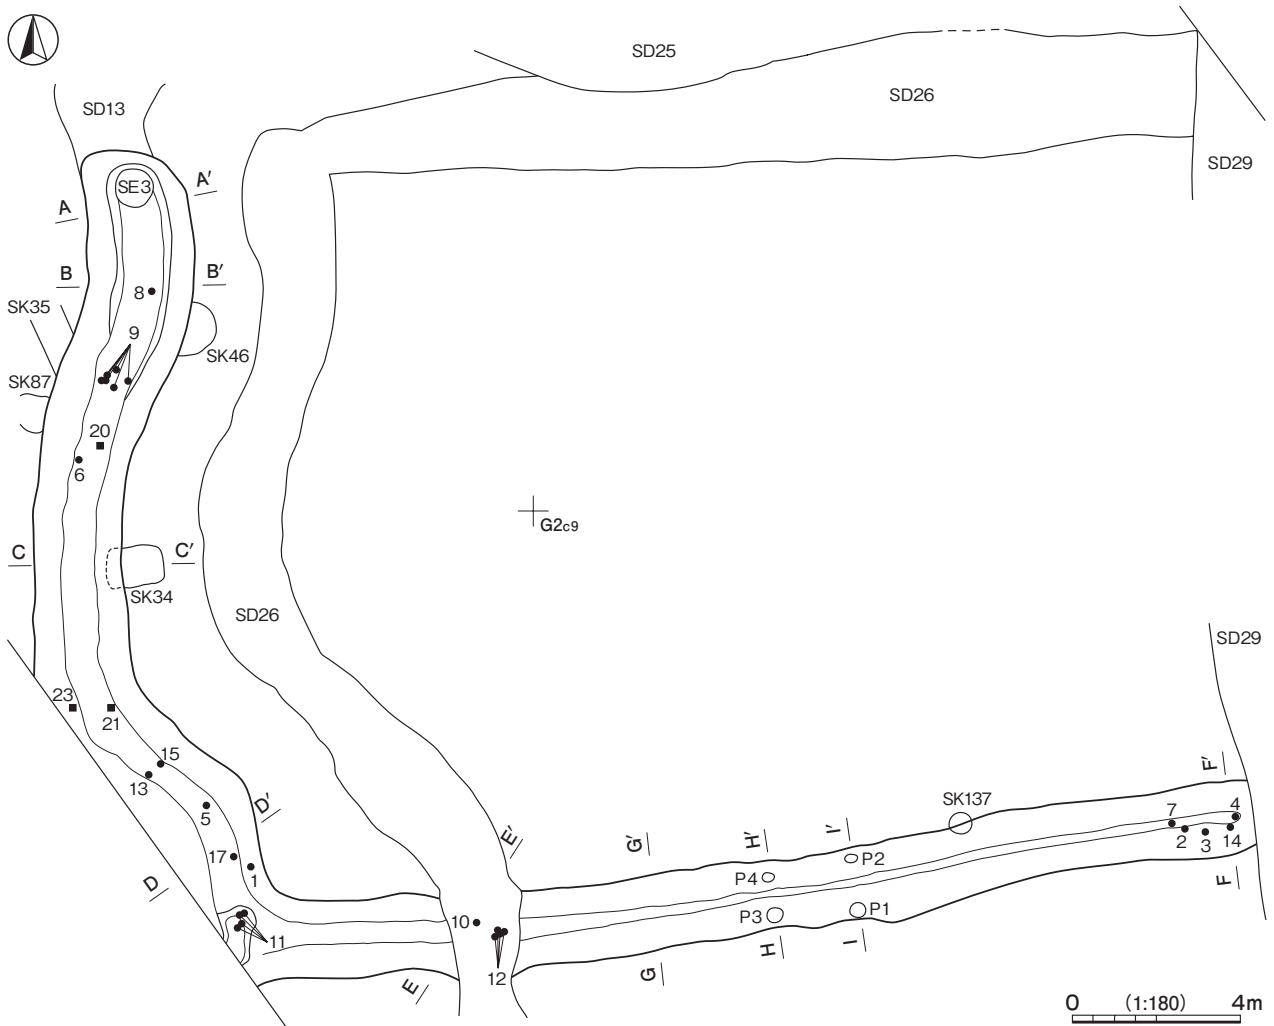 SD25
SD26
SD13
SD29
SE3
A
A′
B
B′
8
SK35
9
SK46
SK87
20
6
G2c9
C
C′
SK34
SD26
SD29
23
21
15
13
F′
5
D′
SK137
7
4
2
3
14
E′
G′
H′
I′
P2
17
1
P4
D
F
10
P3
P1
11
12
H
I
G
E
0 (1:180) 4m